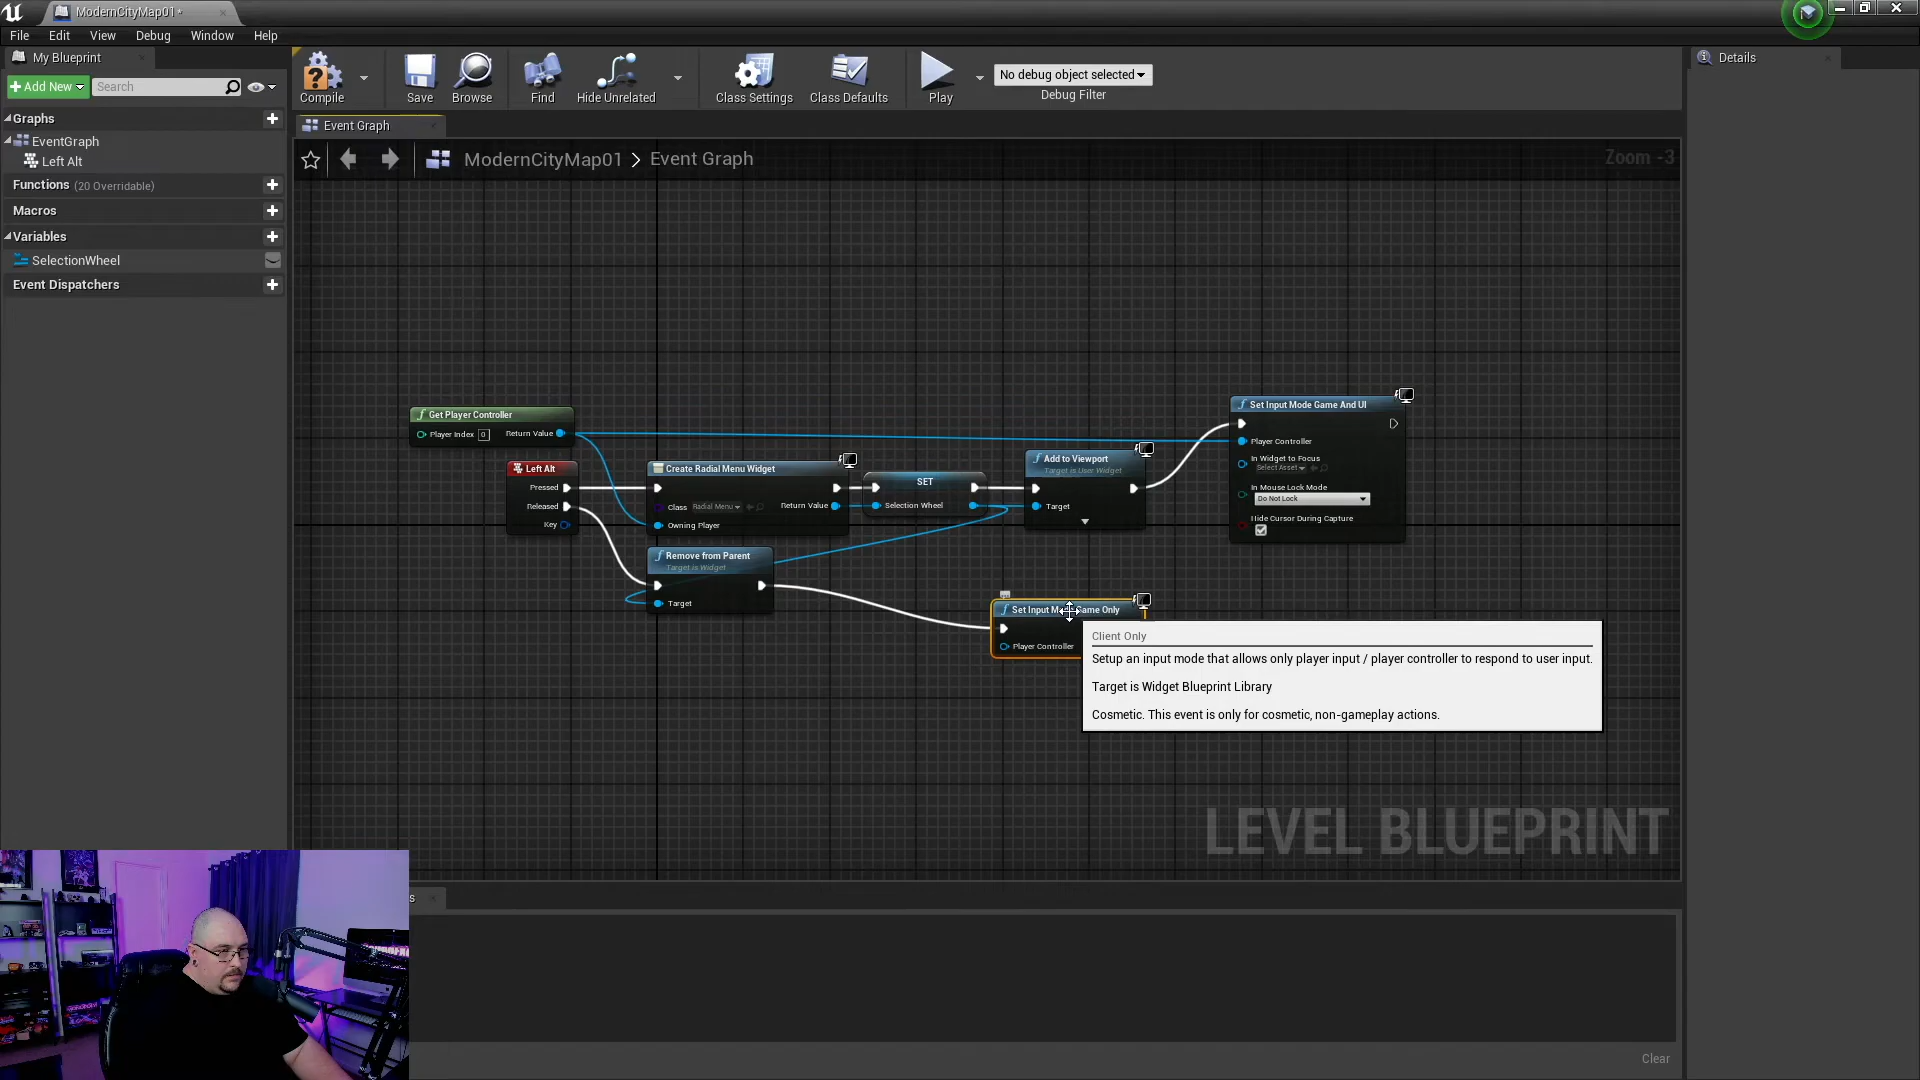 ModernCityMap01*
File Edit View Debug Window Help
My Blueprint
Add New
Search
Graphs
EventGraph
Left Alt
Functions (20 Overridable)
Macros
Variables
SelectionWheel
Event Dispatchers
Compile
Save
Browse
Find
Hide Unrelated
Class Settings
Class Defaults
Play
No debug object selected
Debug Filter
Details
Event Graph
ModernCityMap01 > Event Graph
Zoom -3
Get Player Controller
Player Index 0 Return Value
Left Alt
Pressed
Released
Key
Create Radial Menu Widget
Class Radial Menu Return Value
Owning Player
SET
Selection Wheel
Add to Viewport
Target is User Widget
Target
Set Input Mode Game And UI
Player Controller
In Widget to Focus
Select Asset
In Mouse Lock Mode
Do Not Lock
Hide Cursor During Capture
Remove from Parent
Target is Widget
Target
Set Input Game Only
Player Controller
Client Only
Setup an input mode that allows only player input / player controller to respond to user input.
Target is Widget Blueprint Library
Cosmetic. This event is only for cosmetic, non-gameplay actions.
LEVEL BLUEPRINT
s
Clear